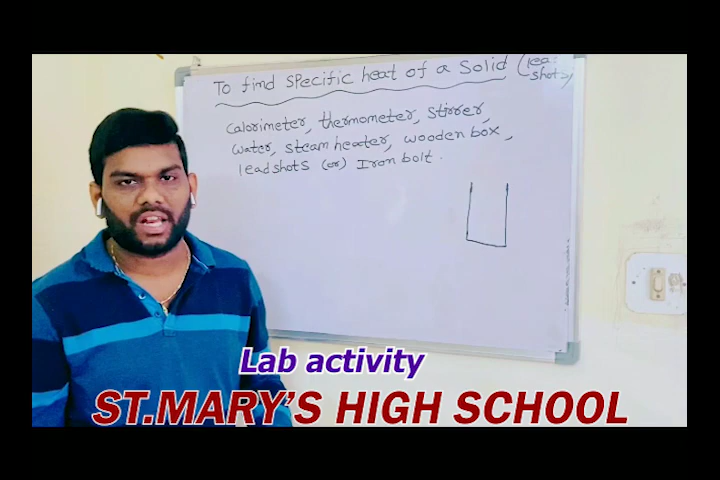 To find specific heat of a solid (lead shots)
Calorimeter, thermometer, stirrer,
water, steam heater, wooden box,
lead shots (or) Iron bolt.
Lab activity
ST.MARY'S HIGH SCHOOL